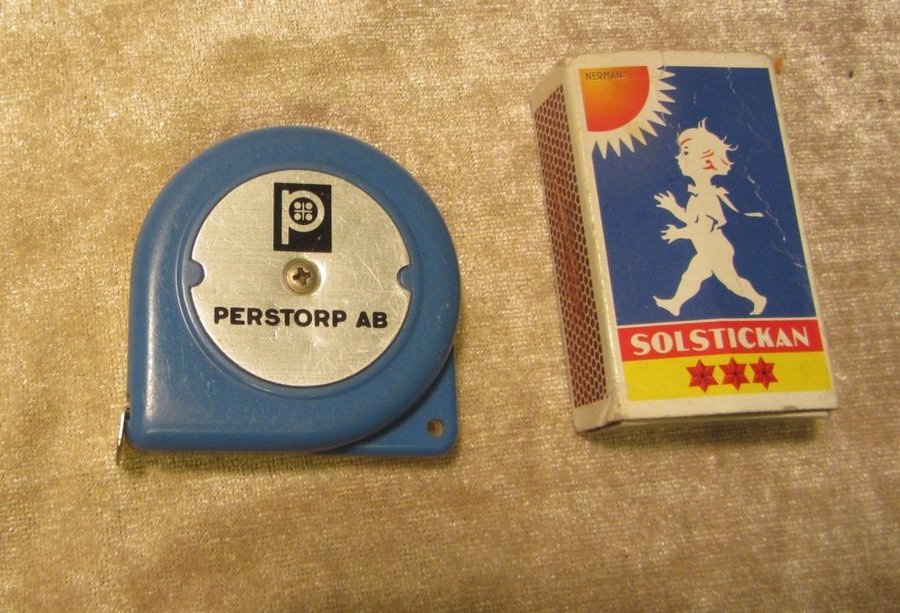 P
PERSTORP AB
NERMAN
SOLSTICKAN